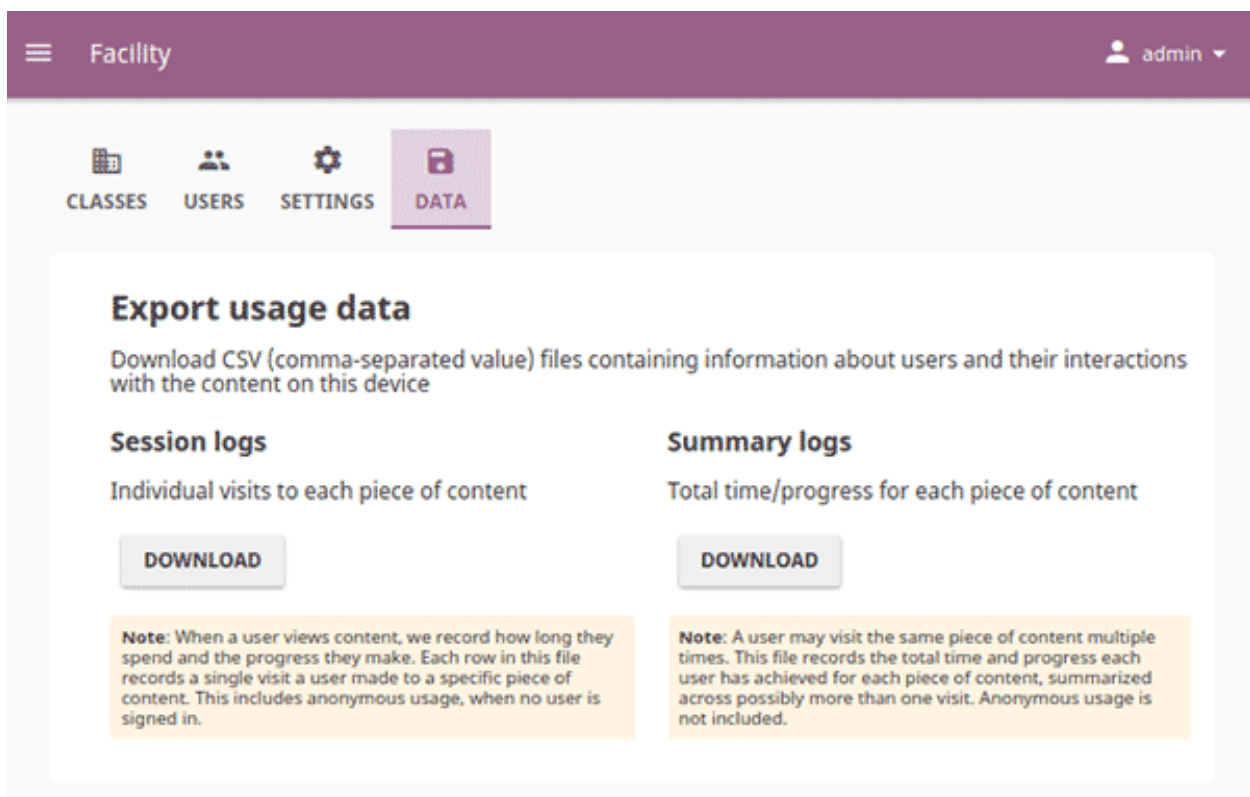 Facility
admin
CLASSES USERS SETTINGS DATA
Export usage data
Download CSV (comma-separated value) files containing information about users and their interactions
with the content on this device
Session logs
Individual visits to each piece of content
DOWNLOAD
Note: When a user views content, we record how long they
spend and the progress they make. Each row in this file
records a single visit a user made to a specific piece of
content. This includes anonymous usage, when no user is
signed in.
Summary logs
Total time/progress for each piece of content
DOWNLOAD
Note: A user may visit the same piece of content multiple
times. This file records the total time and progress each
user has achieved for each piece of content, summarized
across possibly more than one visit. Anonymous usage is
not included.